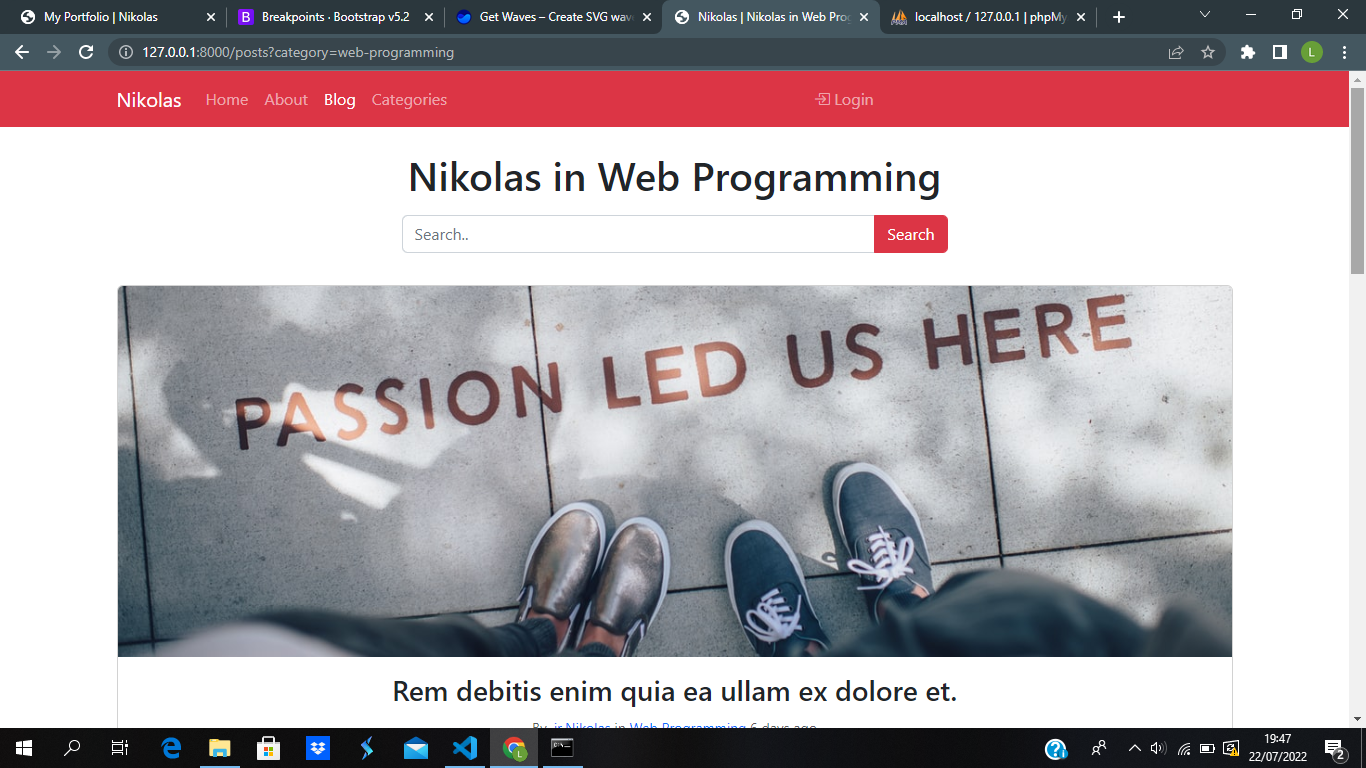 My Portfolio | Nikolas
Breakpoints · Bootstrap v5.2
Get Waves – Create SVG wav
Nikolas | Nikolas in Web Prog
localhost / 127.0.0.1 | phpMy
127.0.0.1:8000/posts?category=web-programming
L
Nikolas Home About Blog Categories Login
Nikolas in Web Programming
Search..
Search
PASSION LED US HERE
Rem debitis enim quia ea ullam ex dolore et.
By. jr Nikolas in Web Programming 6 days ago
19:47
22/07/2022
2